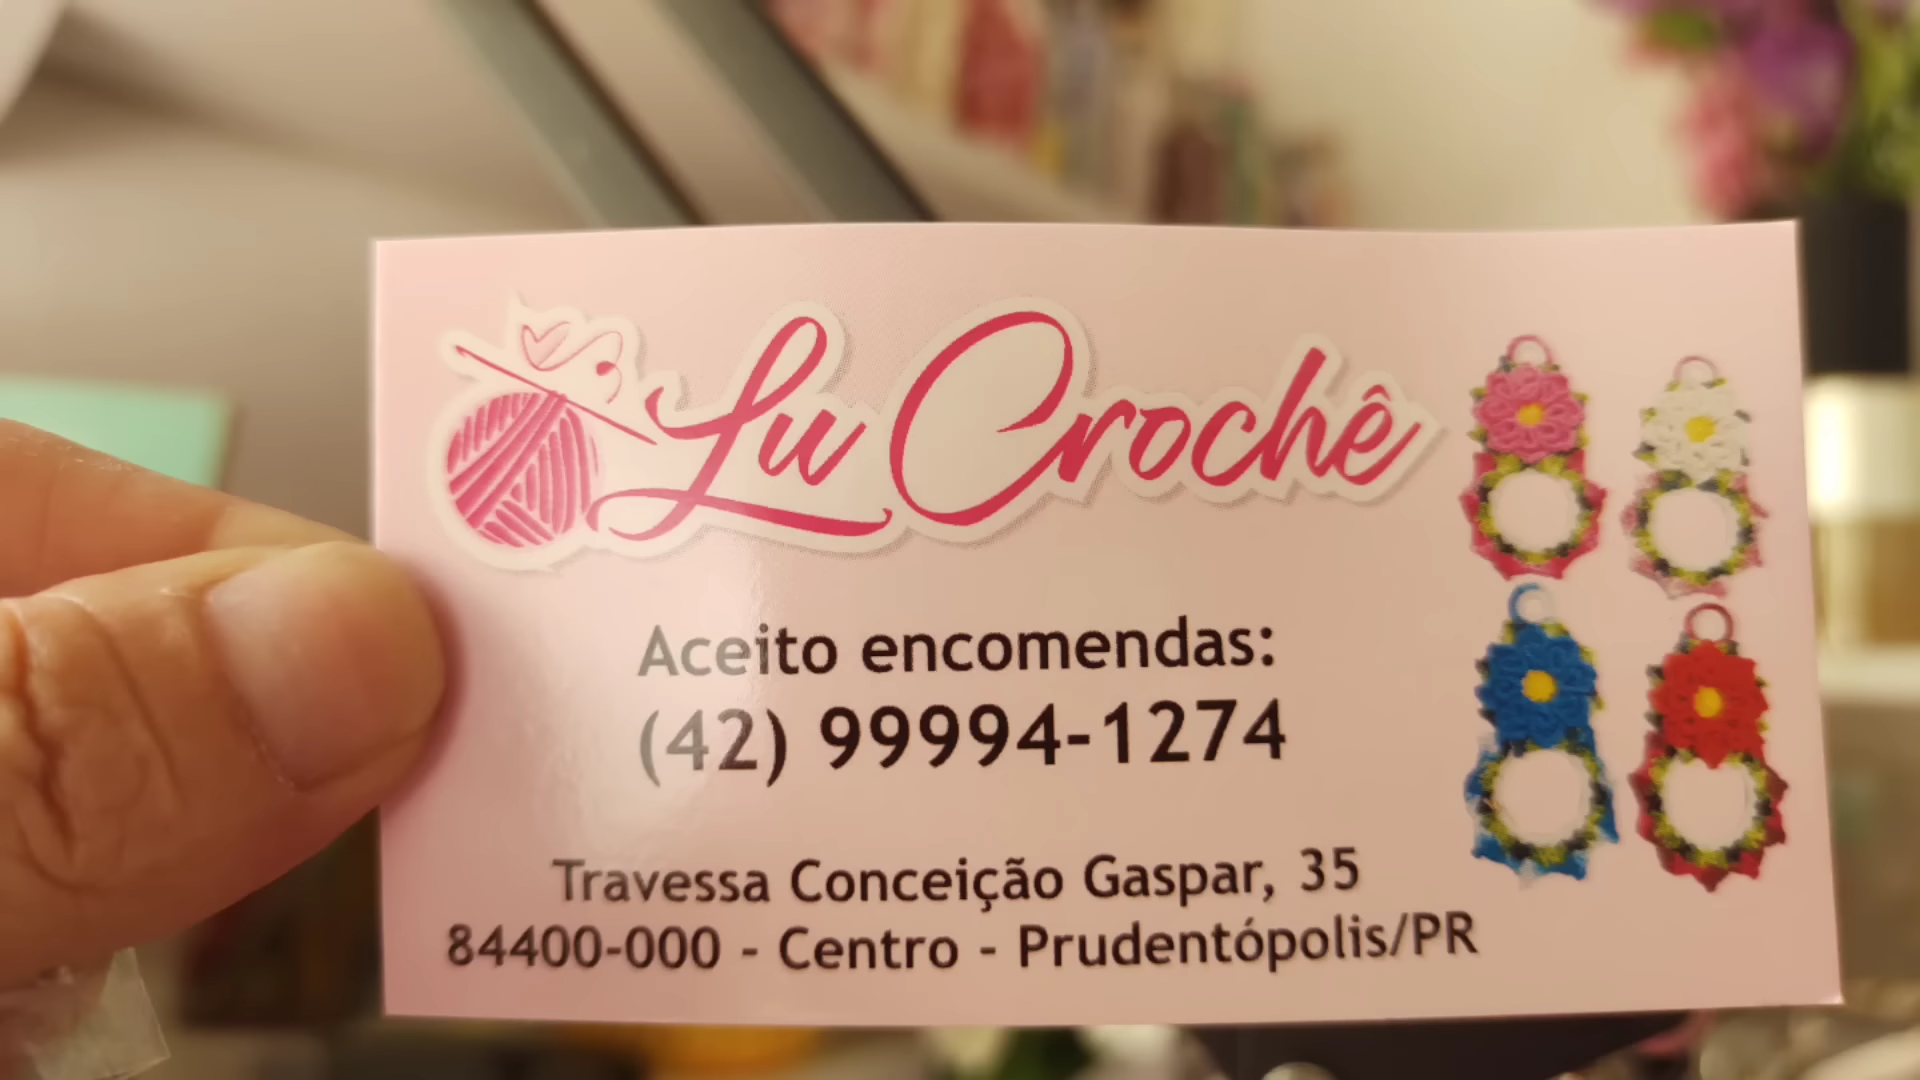 Lu Crochê
Aceito encomendas:
(42) 99994-1274
Travessa Conceição Gaspar, 35
84400-000 - Centro - Prudentópolis/PR